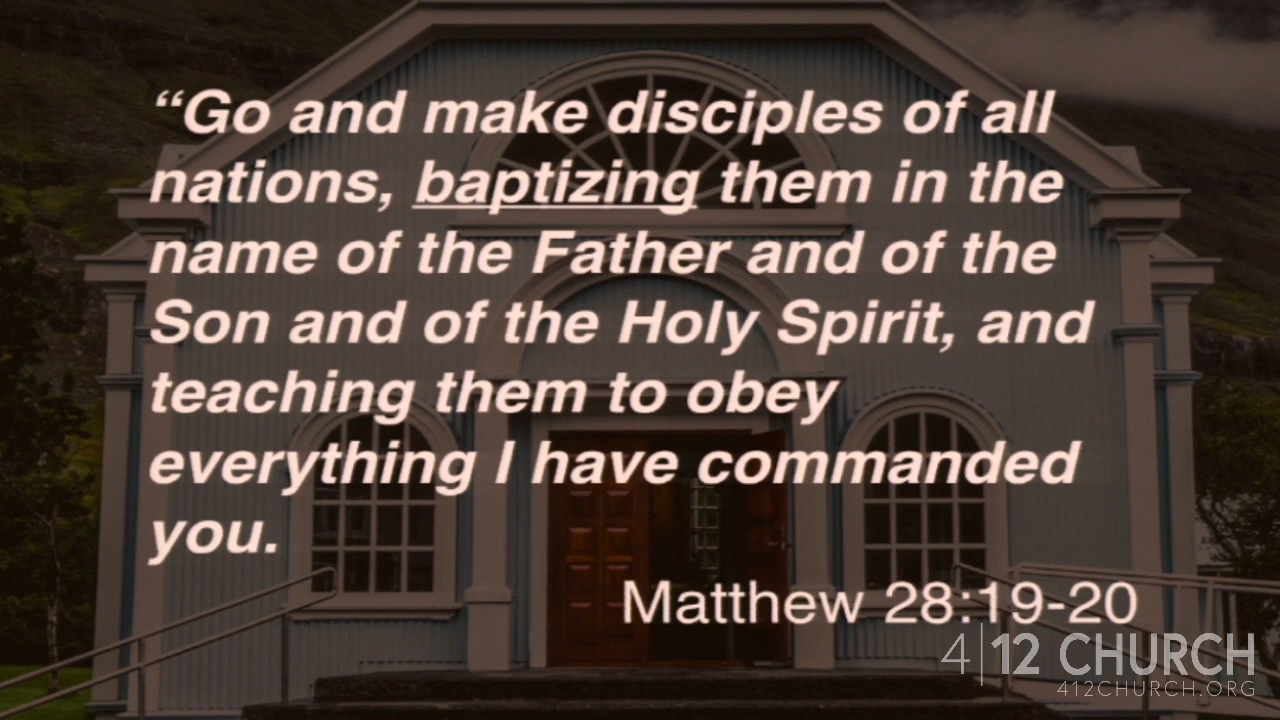 “Go and make disciples of all
nations, baptizing them in the
name of the Father and of the
Son and of the Holy Spirit, and
teaching them to obey
everything I have commanded
you.
Matthew 28:19-20
4|12 CHURCH
412CHURCH.ORG